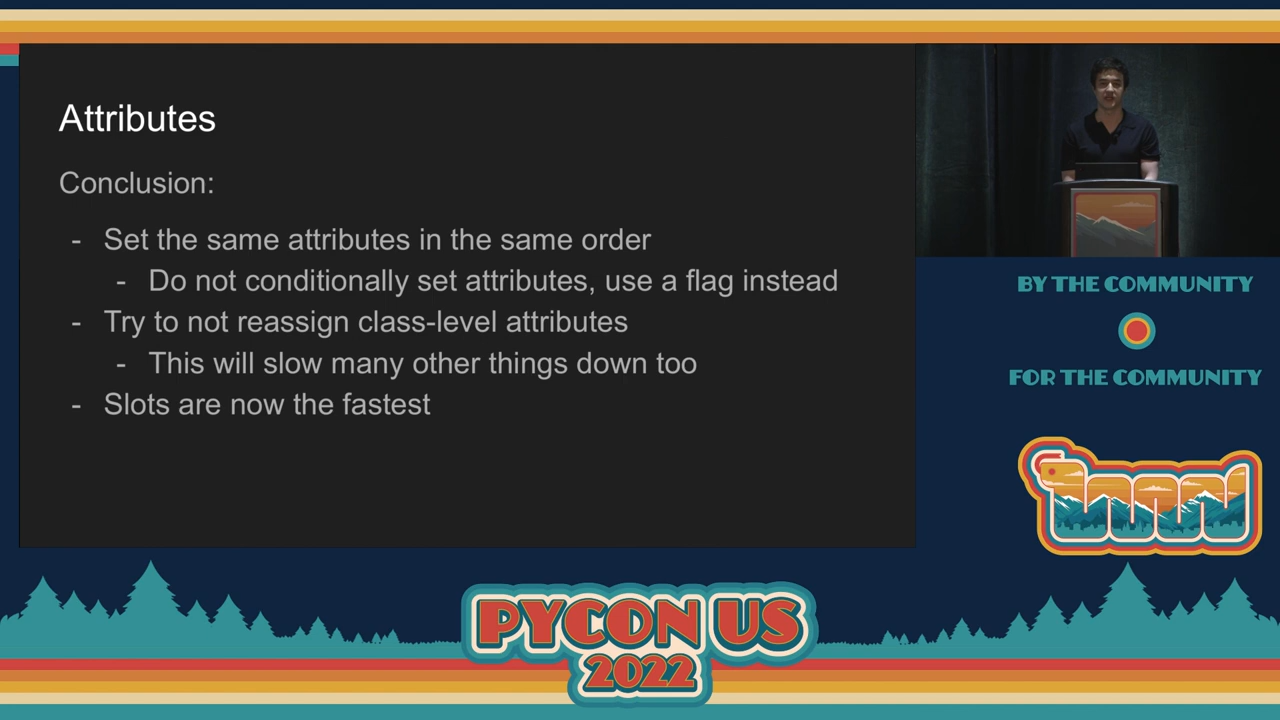 Attributes
Conclusion:
- Set the same attributes in the same order
- Do not conditionally set attributes, use a flag instead
- Try to not reassign class-level attributes
- This will slow many other things down too
- Slots are now the fastest
BY THE COMMUNITY
FOR THE COMMUNITY
PYCON US
2022